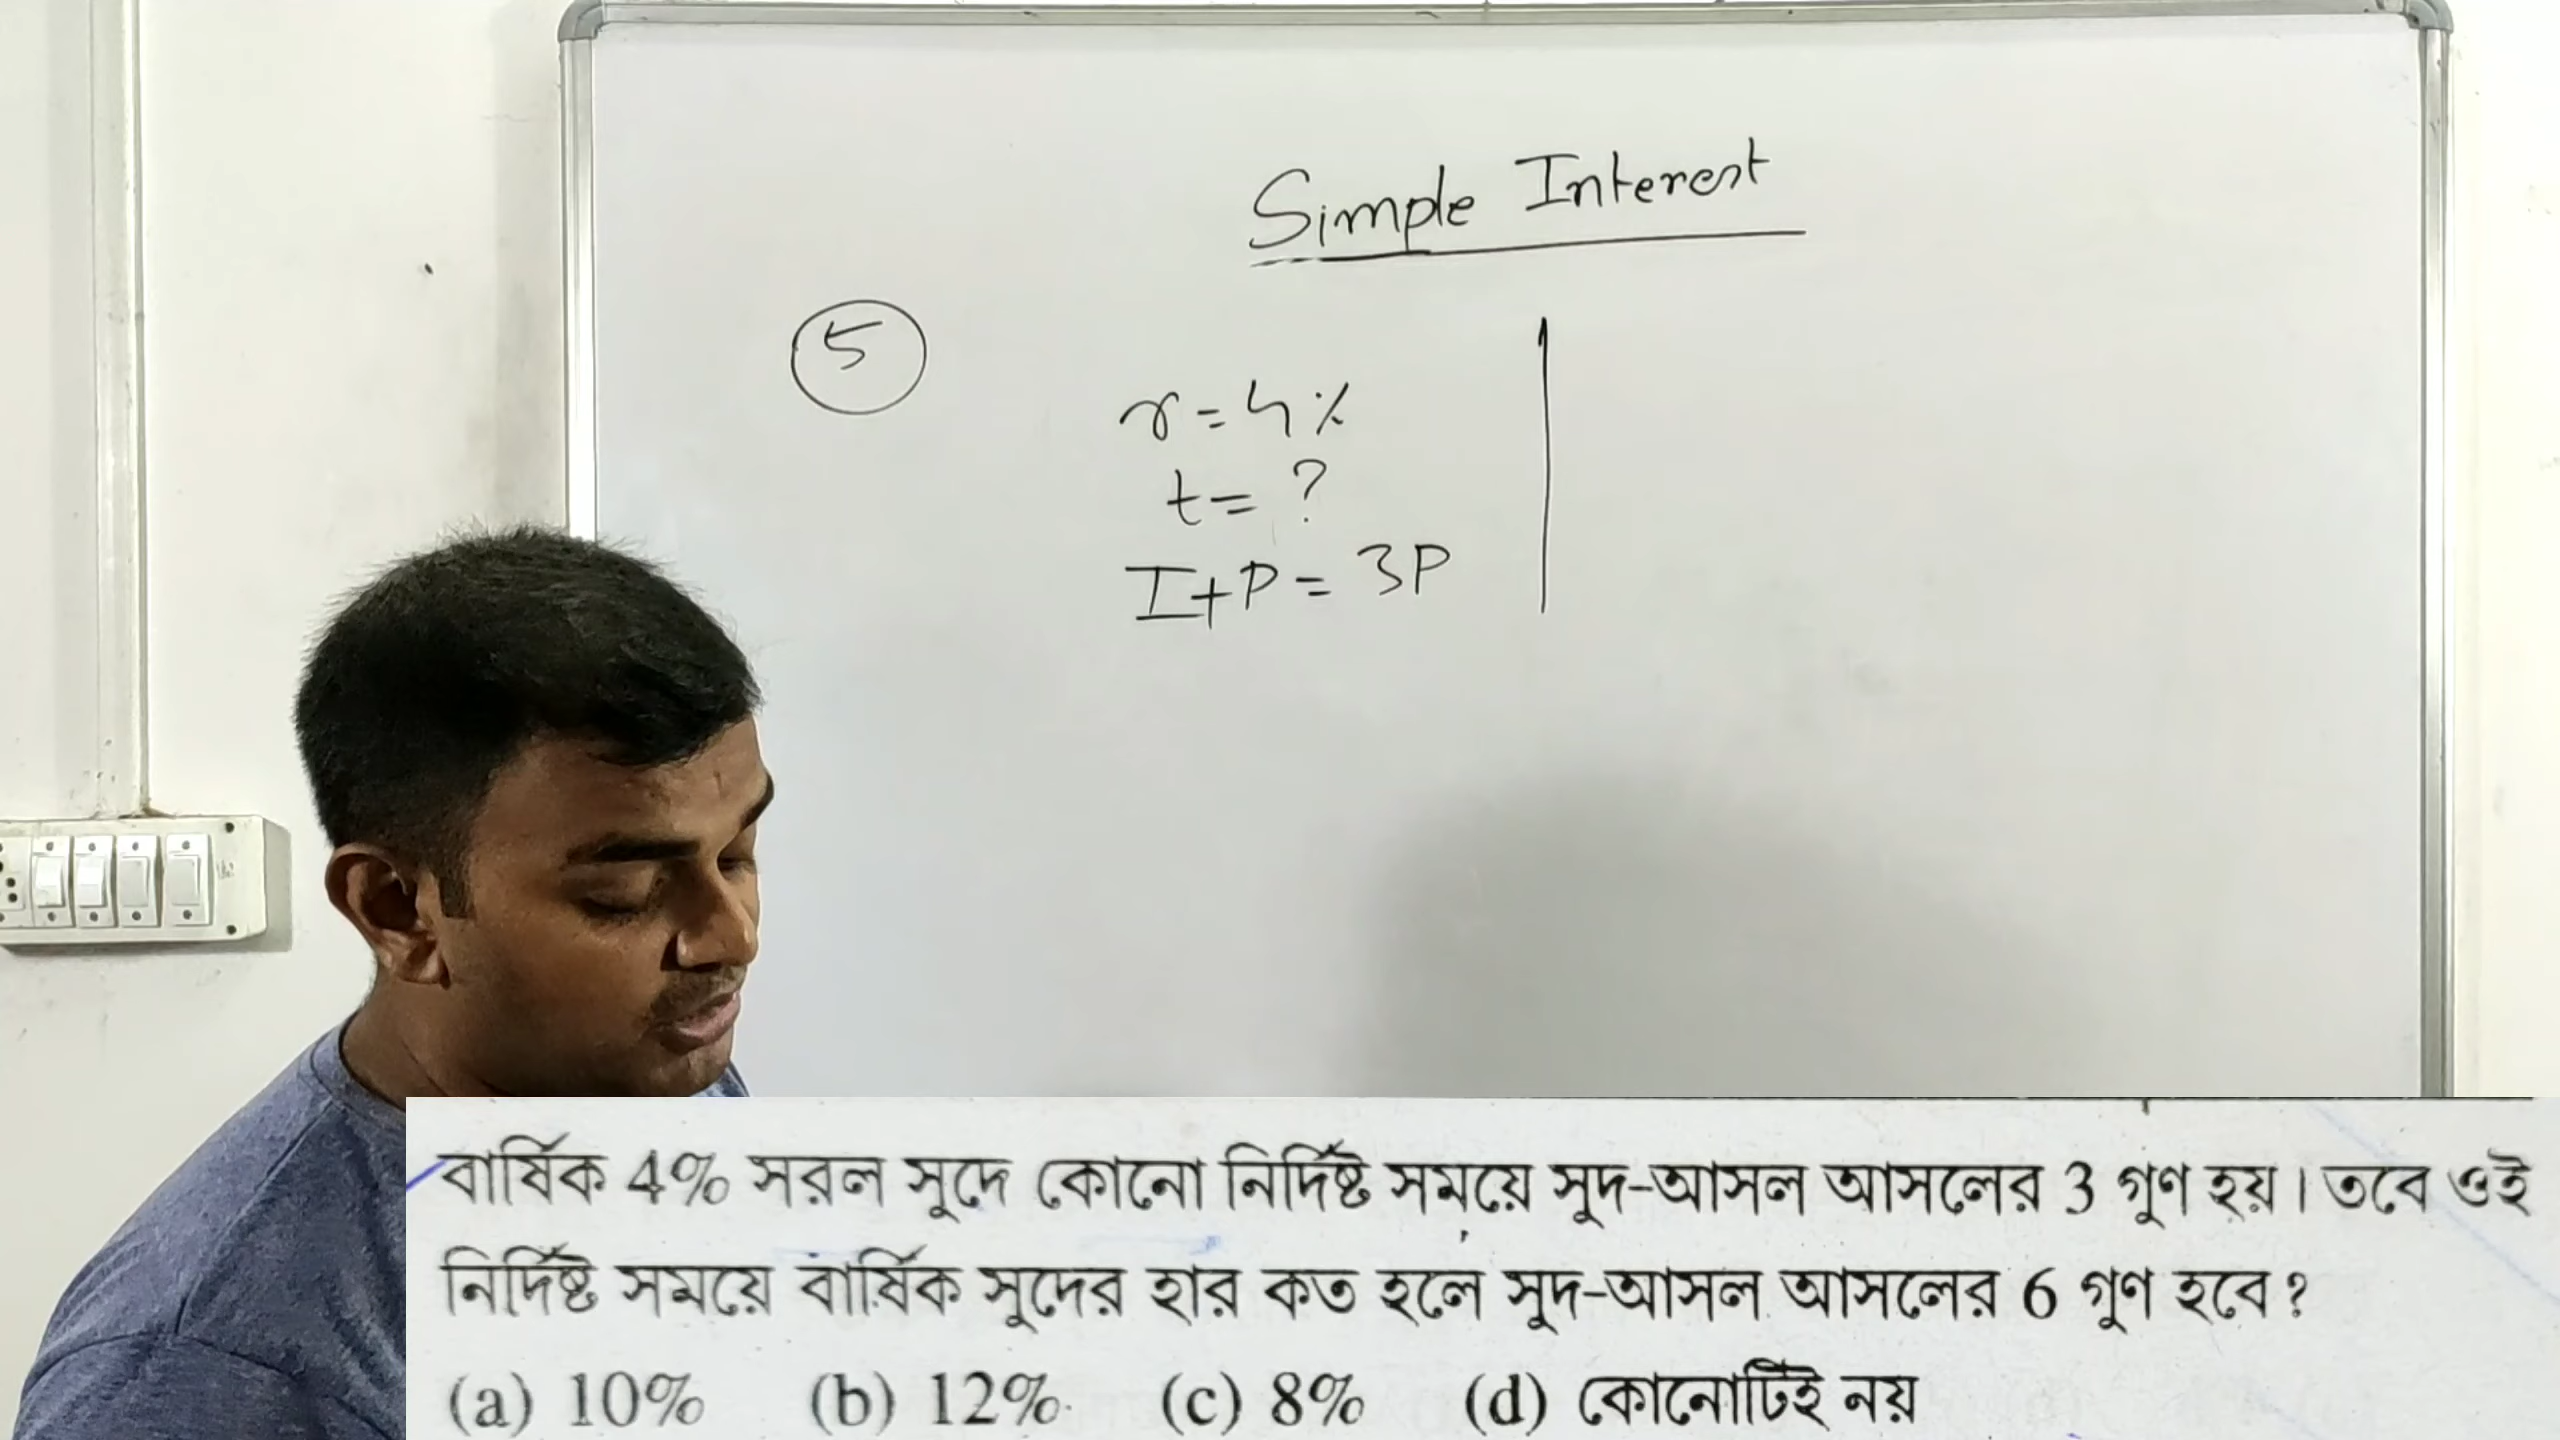 Simple Interest
5
r = 4%
t = ?
I+P = 3P
বার্ষিক 4% সরল সুদে কোনো নির্দিষ্ট সময়ে সুদ-আসল আসলের 3 গুণ হয়। তবে ওই
নির্দিষ্ট সময়ে বার্ষিক সুদের হার কত হলে সুদ-আসল আসলের 6 গুণ হবে?
(a) 10% (b) 12% (c) 8% (d) কোনোটিই নয়